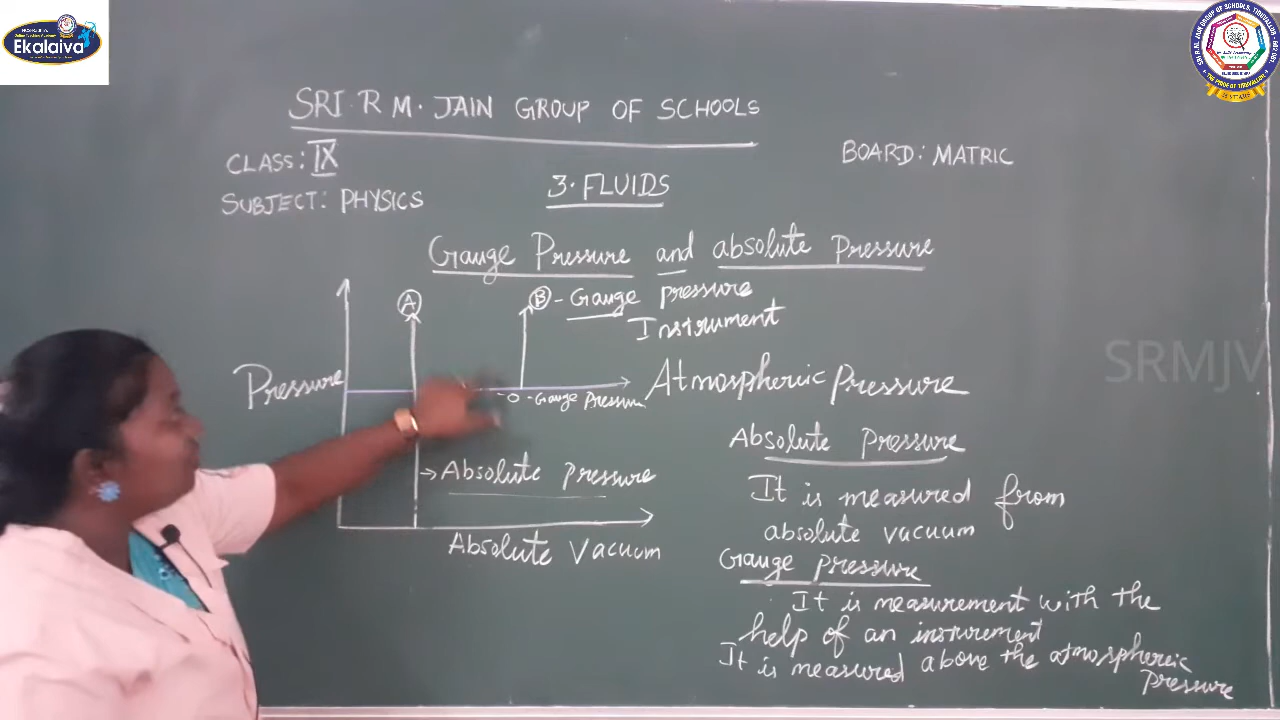 Ekalaiva
SRI. R M. JAIN GROUP OF SCHOOLS
CLASS: IX
BOARD: MATRIC
SUBJECT: PHYSICS
3. FLUIDS
Gauge Pressure and absolute Pressure
A
B - Gauge pressure
Instrument
Pressure
Atmospheric Pressure
- 0 - Gauge Pressure
SRMJV
Absolute Pressure
It is measured from
absolute vacuum
→ Absolute pressure
Absolute Vacuum
Gauge pressure
It is measurement with the
help of an instrument
It is measured above the atmospheric
pressure